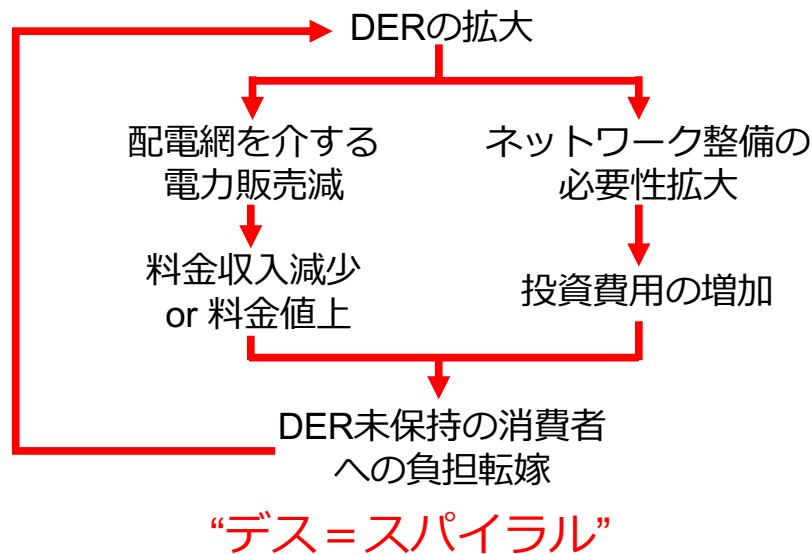 DERの拡大
配電網を介する
電力販売減
ネットワーク整備の
必要性拡大
料金収入減少
or 料金値上
投資費用の増加
DER未保持の消費者
への負担転嫁
“デス＝スパイラル”